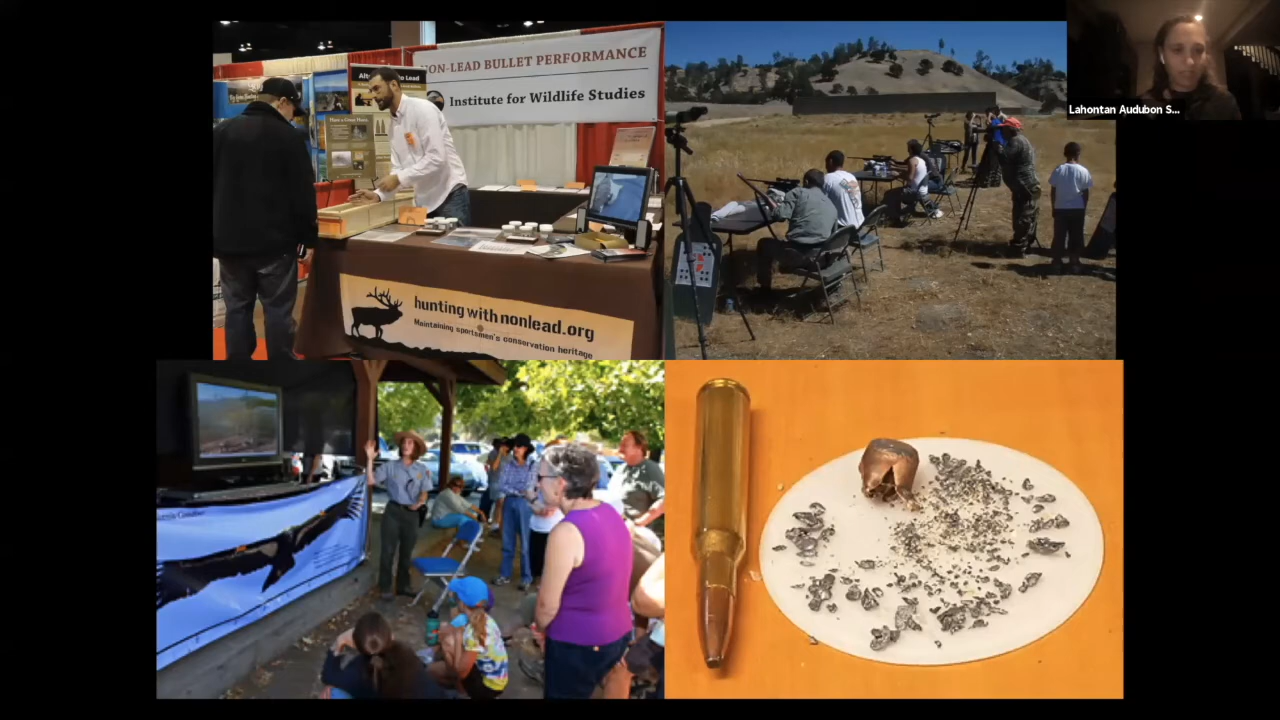 NON-LEAD BULLET PERFORMANCE
Institute for Wildlife Studies
hunting with nonlead.org
Maintaining sportsmen's conservation heritage
Lahontan Audubon S...